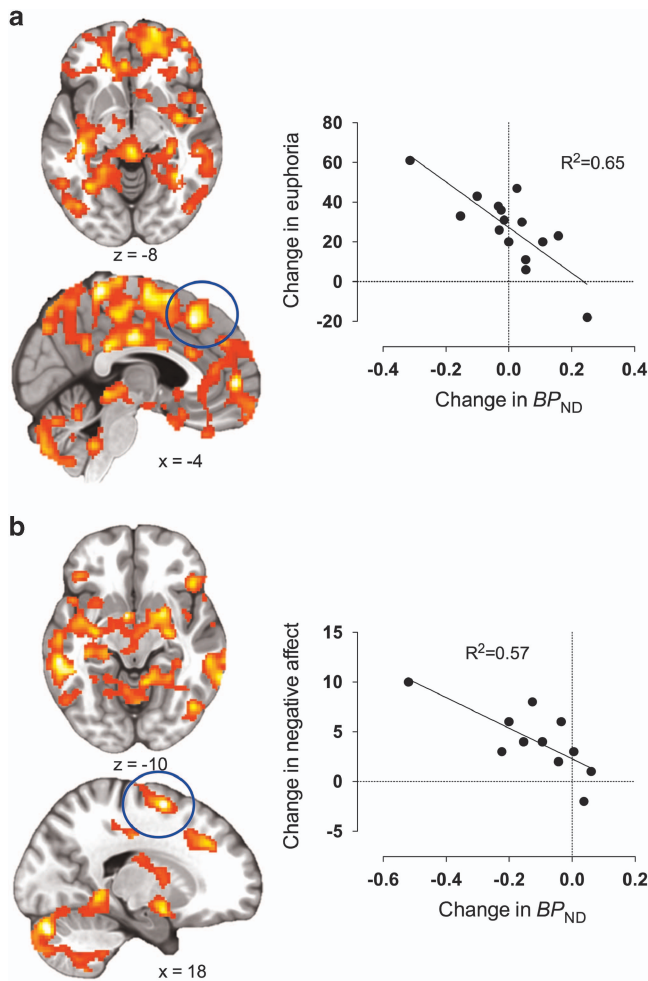 a
z = -8
x = -4
Change in euphoria
80
60
40
20
0
-20
R²=0.65
-0.4
-0.2
0.0
0.2
0.4
Change in BP_ND
b
z = -10
x = 18
Change in negative affect
15
10
5
0
-5
R²=0.57
-0.6
-0.4
-0.2
0.0
0.2
Change in BP_ND